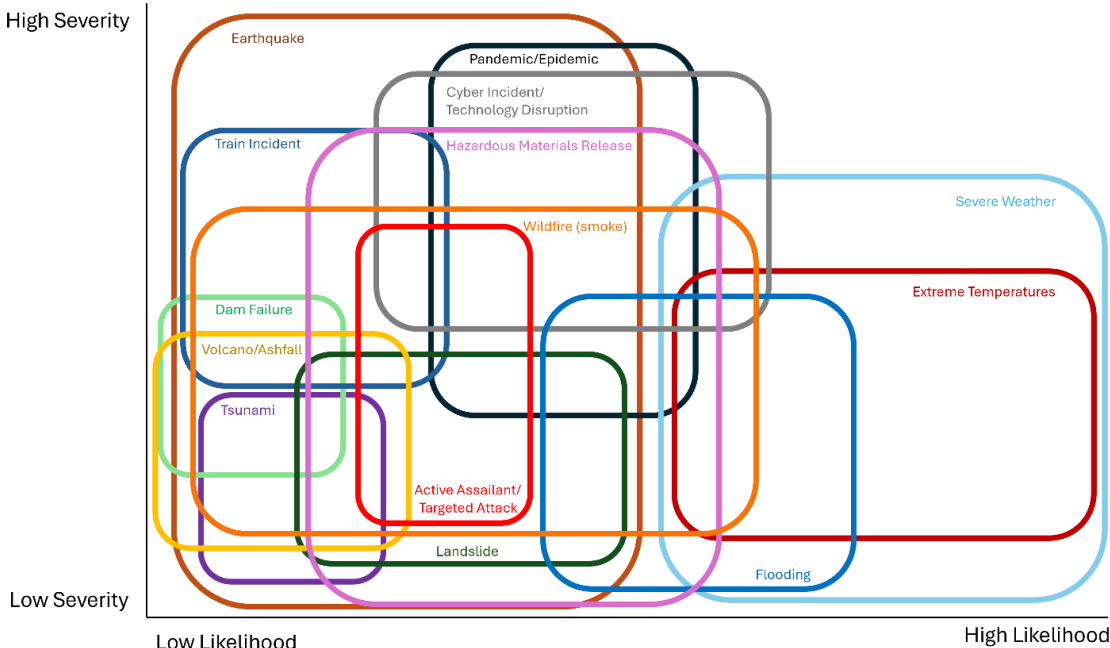 High Severity
Earthquake
Pandemic/Epidemic
Cyber Incident/
Technology Disruption
Train Incident
Hazardous Materials Release
Severe Weather
Wildfire (smoke)
Extreme Temperatures
Dam Failure
Volcano/Ashfall
Tsunami
Active Assailant/
Targeted Attack
Landslide
Flooding
Low Severity
Low Likelihood
High Likelihood